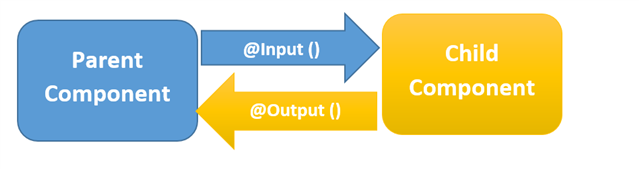 Parent
Component
@Input ()
@Output ()
Child
Component